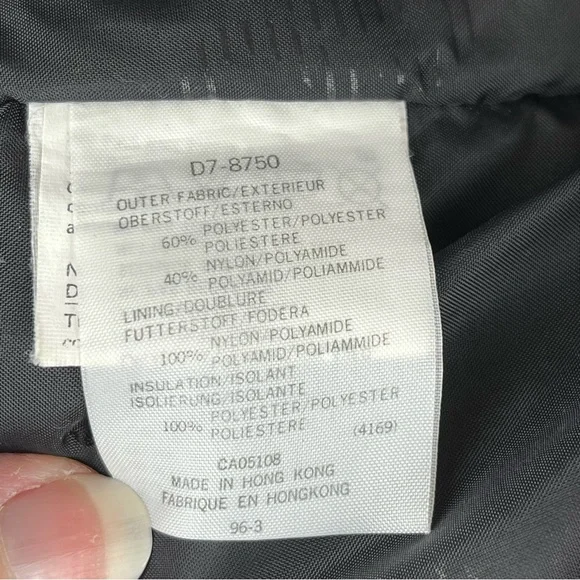 D7-8750
OUTER FABRIC/EXTERIEUR
OBERSTOFF/ESTERNO
60% POLYESTER/POLYESTER
POLIESTERE
40% NYLON/POLYAMIDE
POLYAMID/POLIAMMIDE
LINING/DOUBLURE
FUTTERSTOFF/FODERA
100% NYLON/POLYAMIDE
POLYAMID/POLIAMMIDE
INSULATION/ISOLANT
ISOLIERUNG/ISOLANTE
100% POLYESTER/POLYESTER
POLIESTERE (4169)
CA05108
MADE IN HONG KONG
FABRIQUE EN HONGKONG
96-3